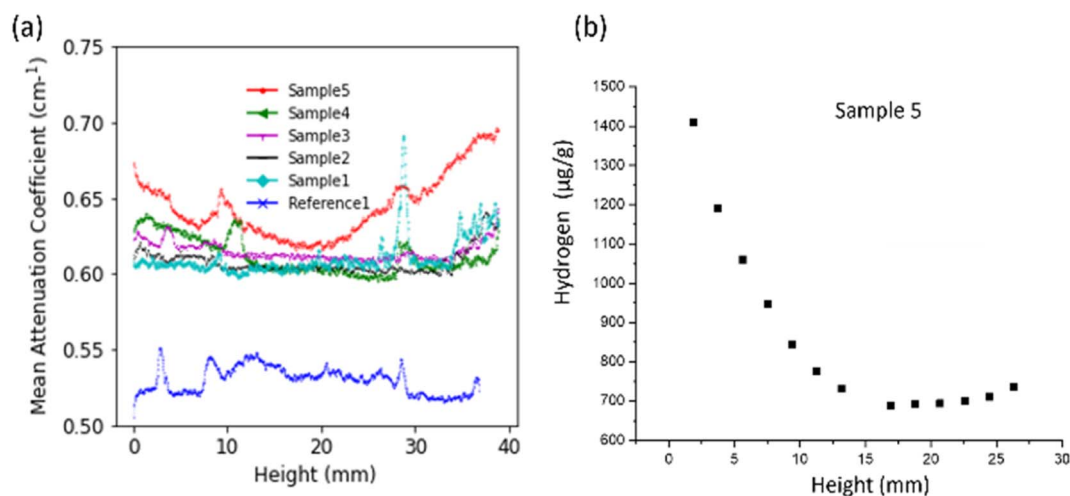 (a)
Mean Attenuation Coefficient (cm-1)
0.75
0.70
0.65
0.60
0.55
0.50
Sample5
Sample4
Sample3
Sample2
Sample1
Reference1
0 10 20 30 40
Height (mm)
(b)
Hydrogen (µg/g)
1500
1400
1300
1200
1100
1000
900
800
700
600
Sample 5
0 5 10 15 20 25 30
Height (mm)